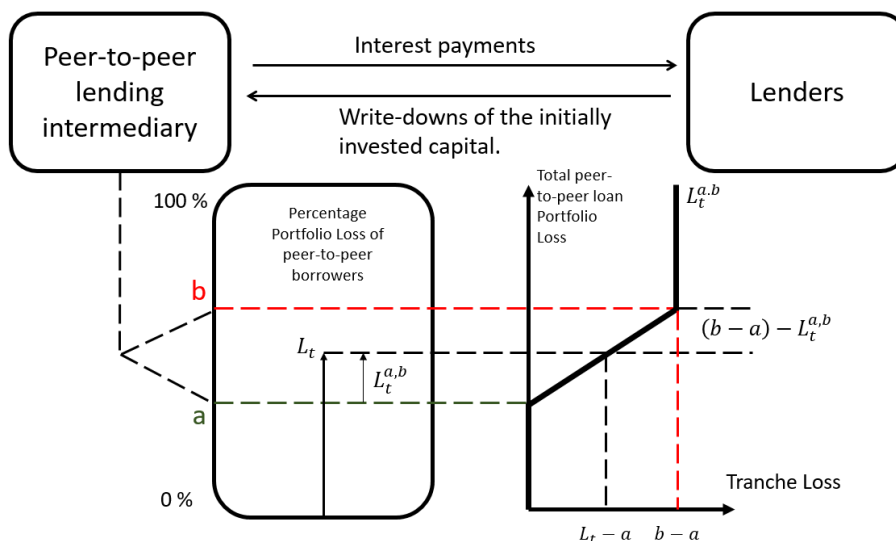 Peer-to-peer
lending
intermediary
Interest payments
Write-downs of the initially
invested capital.
Lenders
100 %
Percentage
Portfolio Loss of
peer-to-peer
borrowers
Total peer-
to-peer loan
Portfolio
Loss
L_t^{a.b}
b
(b − a) − L_t^{a,b}
L_t
L_t^{a,b}
a
0 %
Tranche Loss
L_t − a
b − a